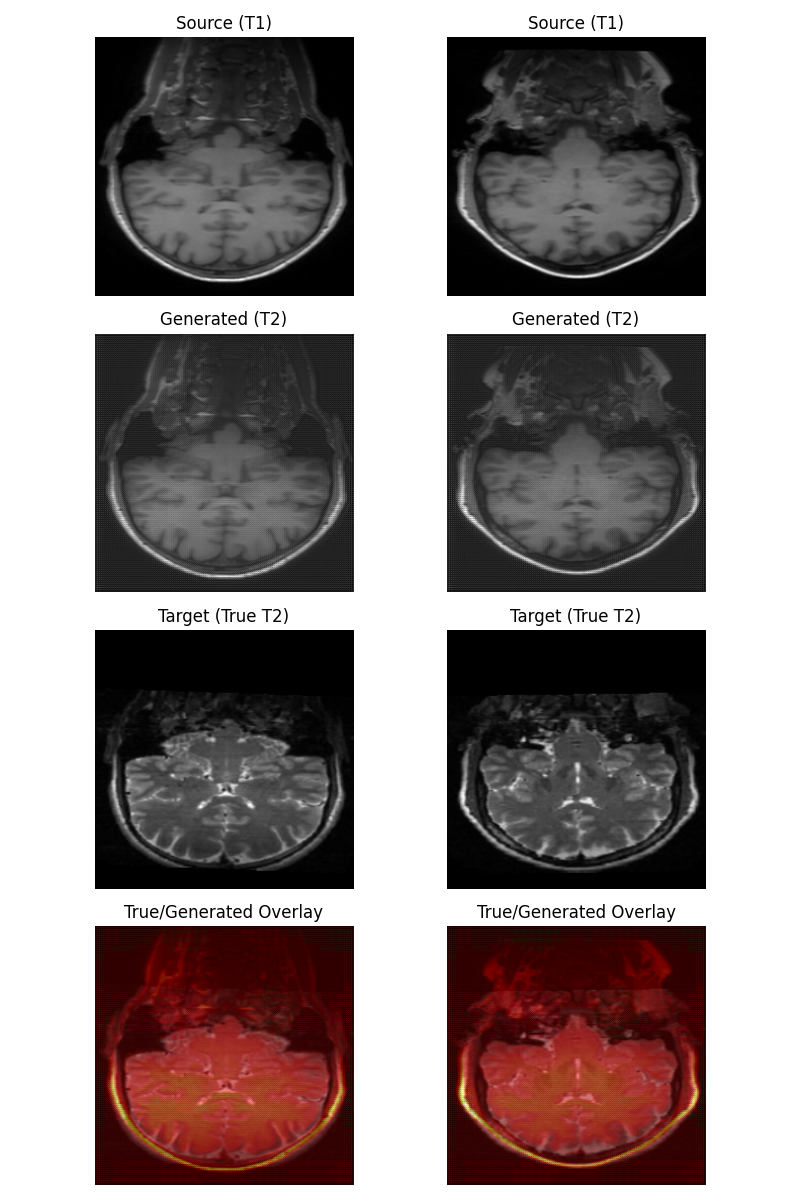 Source (T1)
Source (T1)
Generated (T2)
Generated (T2)
Target (True T2)
Target (True T2)
True/Generated Overlay
True/Generated Overlay